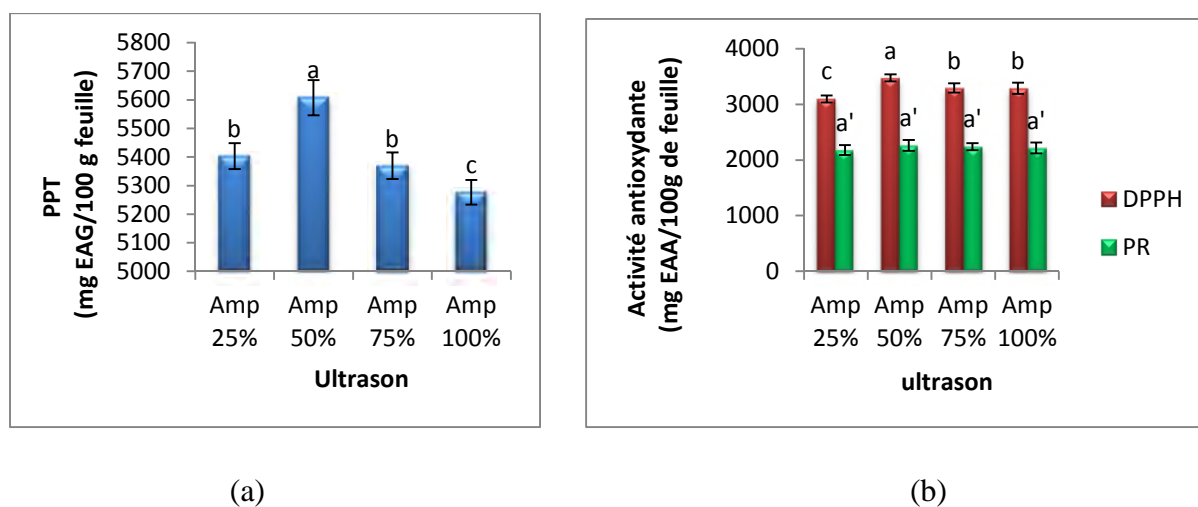 PPT
(mg EAG/100 g feuille)
5800
5700
5600
5500
5400
5300
5200
5100
5000
b
a
b
c
Amp Amp Amp Amp
25% 50% 75% 100%
Ultrason
(a)
Activité antioxydante
(mg EAA/100g de feuille)
4000
3000
2000
1000
0
c a b b
a' a' a' a'
Amp Amp Amp Amp
25% 50% 75% 100%
ultrason
DPPH
PR
(b)